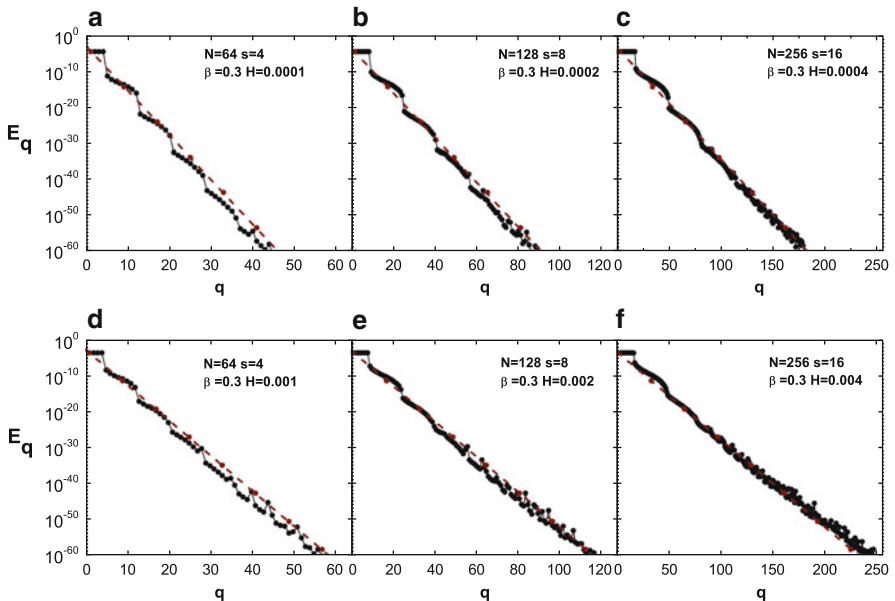 a b c
10^0
10^-10
10^-20
10^-30
10^-40
10^-50
10^-60
E_q
N=64 s=4
β =0.3 H=0.0001
N=128 s=8
β =0.3 H=0.0002
N=256 s=16
β =0.3 H=0.0004
0 10 20 30 40 50 60
0 20 40 60 80 100 120
0 50 100 150 200 250
q q q
d e f
10^0
10^-10
10^-20
10^-30
10^-40
10^-50
10^-60
E_q
N=64 s=4
β =0.3 H=0.001
N=128 s=8
β =0.3 H=0.002
N=256 s=16
β =0.3 H=0.004
0 10 20 30 40 50 60
0 20 40 60 80 100 120
0 50 100 150 200 250
q q q